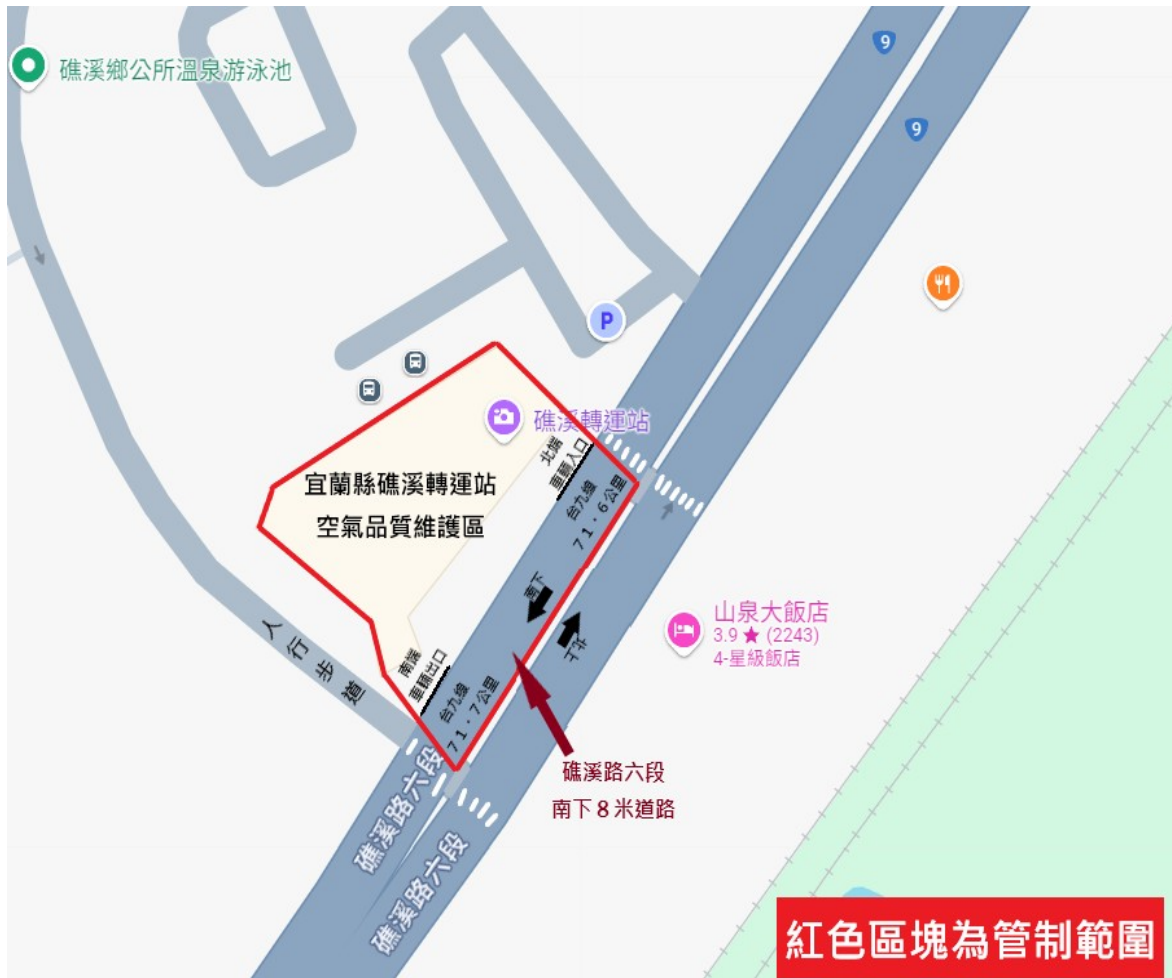 9
礁溪鄉公所溫泉游泳池
9
P
礁溪轉運站
北端
車輛入口
台九線
71.6公里
宜蘭縣礁溪轉運站
空氣品質維護區
南下
北上
山泉大飯店
3.9 ★ (2243)
4-星級飯店
人行步道
南端
車輛出口
台九線
71.7公里
礁溪路六段
南下8米道路
礁溪路六段
礁溪路六段
紅色區塊為管制範圍